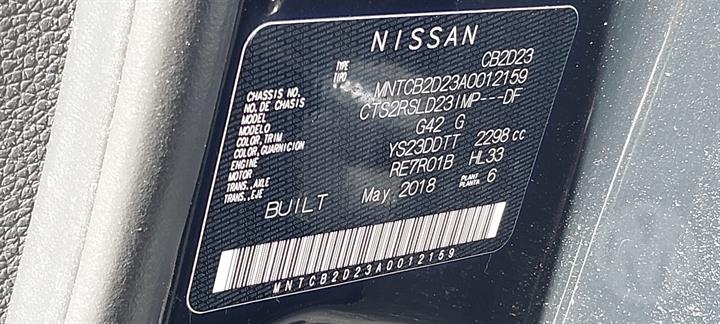 NISSAN
TYPE CB2D23
TIPO
CHASSIS NO. MNTCB2D23A0012159
NO. DE CHASIS
MODEL CTS2RSLD23IMP---DF
MODELO
COLOR,TRIM G42 G
COLOR,GUARNICION
ENGINE YS23DDTT 2298 cc
MOTOR
TRANS.,AXLE RE7R01B HL33
TRANS.,EJE
PLANT 6
PLANTA
BUILT May 2018
MNTCB2D23A0012159